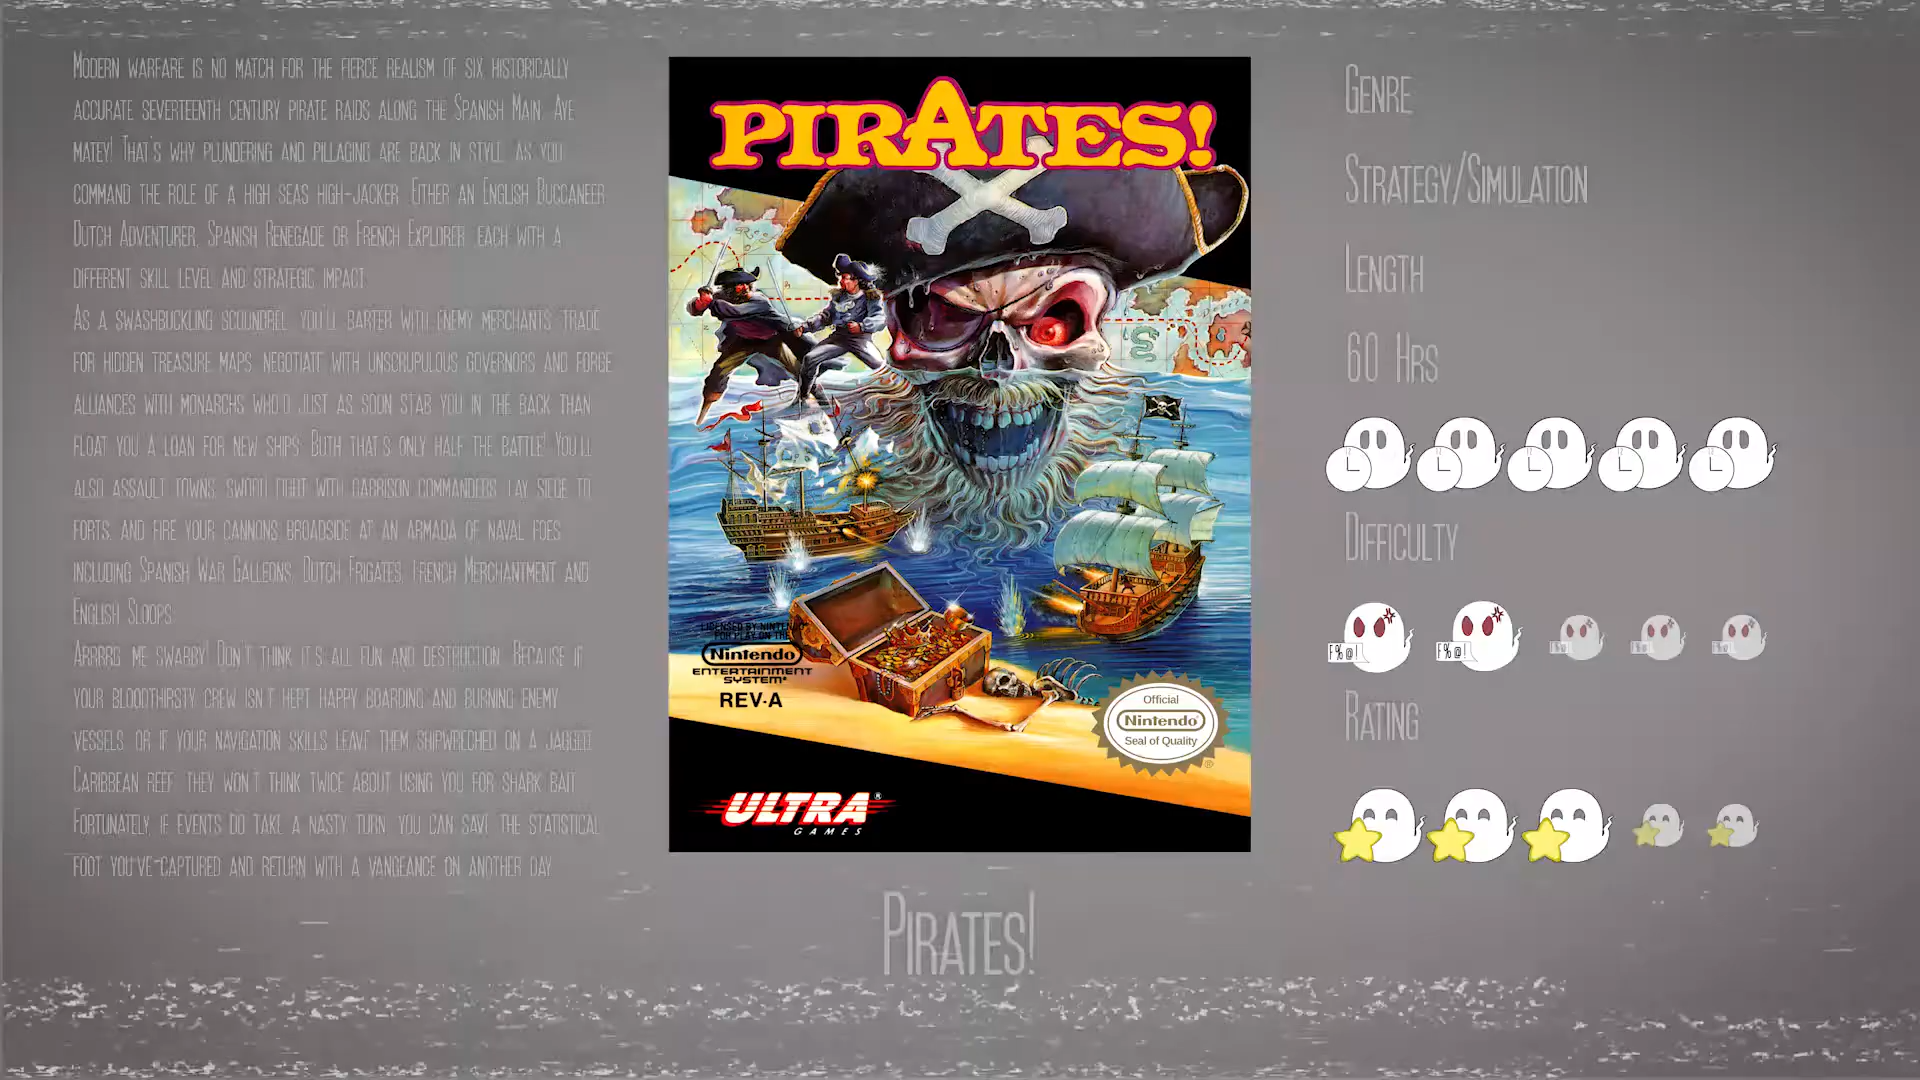 Modern warfare is no match for the fierce realism of six historically
accurate seventeenth century pirate raids along the Spanish Main. Aye
matey! That's why plundering and pillaging are back in style, as you
command the role of a high seas high-jacker. Either an English Buccaneer,
Dutch Adventurer, Spanish Renegade or French Explorer, each with a
different skill level and strategic impact.
As a swashbuckling scoundrel, you'll barter with enemy merchants, trade
for hidden treasure maps, negotiate with unscrupulous governors and forge
alliances with monarchs who'd just as soon stab you in the back than
float you a loan for new ships. Both that's only half the battle! You'll
also assault towns, sword fight with garrison commanders, lay siege to
forts, and fire your cannons broadside at an armada of naval foes
including Spanish War Galleons, Dutch Frigates, French Merchantment and
English Sloops.
Arrrrg, me swabby! Don't think it's all fun and destruction. Because if
your bloodthirsty crew isn't kept happy boarding and burning enemy
vessels, or if your navigation skills leave them shipwrecked on a jagged
Caribbean reef, they won't think twice about using you for shark bait.
Fortunately, if events do take a nasty turn, you can save the statistical
foot you've captured and return with a vangeance on another day.
PIRATES!
LICENSED BY NINTENDO
FOR PLAY ON THE
Nintendo
ENTERTAINMENT
SYSTEM
REV-A
Official
Nintendo
Seal of Quality
ULTRA
GAMES
Pirates!
Genre
Strategy/Simulation
Length
60 Hrs
Difficulty
F%@!
F%@!
Rating